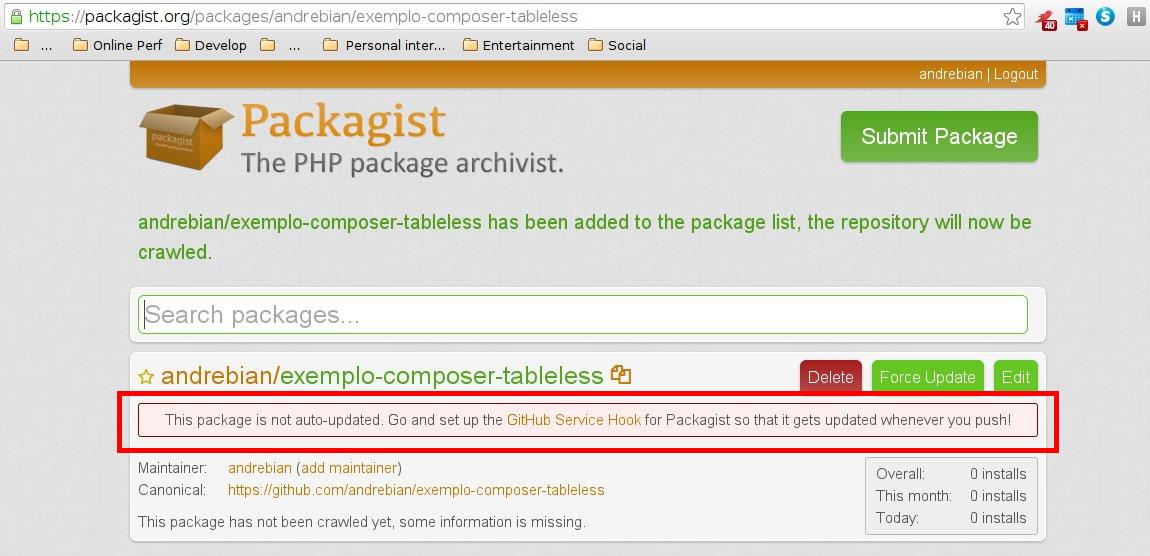 https://packagist.org/packages/andrebian/exemplo-composer-tableless
40
H
... Online Perf Develop ... Personal inter... Entertainment Social
andrebian | Logout
packagist
Packagist
The PHP package archivist.
Submit Package
andrebian/exemplo-composer-tableless has been added to the package list, the repository will now be
crawled.
Search packages...
andrebian/exemplo-composer-tableless
Delete Force Update Edit
This package is not auto-updated. Go and set up the GitHub Service Hook for Packagist so that it gets updated whenever you push!
Maintainer: andrebian (add maintainer)
Canonical: https://github.com/andrebian/exemplo-composer-tableless
This package has not been crawled yet, some information is missing.
Overall: 0 installs
This month: 0 installs
Today: 0 installs